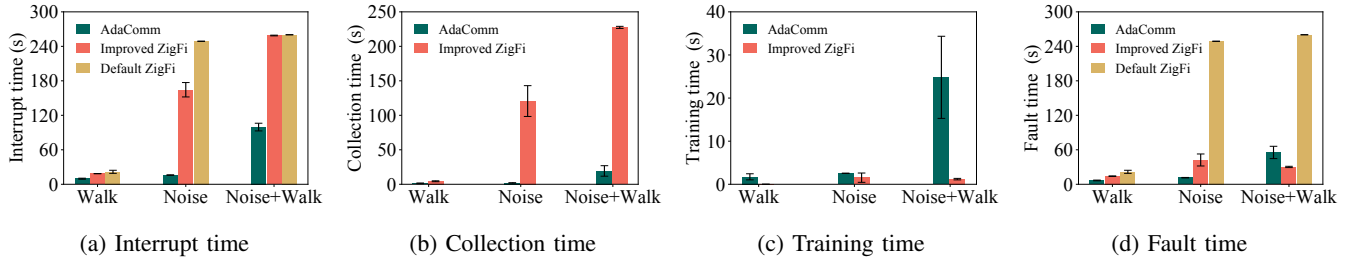 Interrupt time (s)
300
240
180
120
60
0
AdaComm
Improved ZigFi
Default ZigFi
Walk
Noise
Noise+Walk
(a) Interrupt time
Collection time (s)
250
200
150
100
50
0
AdaComm
Improved ZigFi
Walk
Noise
Noise+Walk
(b) Collection time
Training time (s)
40
30
20
10
0
AdaComm
Improved ZigFi
Walk
Noise
Noise+Walk
(c) Training time
Fault time (s)
300
240
180
120
60
0
AdaComm
Improved ZigFi
Default ZigFi
Walk
Noise
Noise+Walk
(d) Fault time